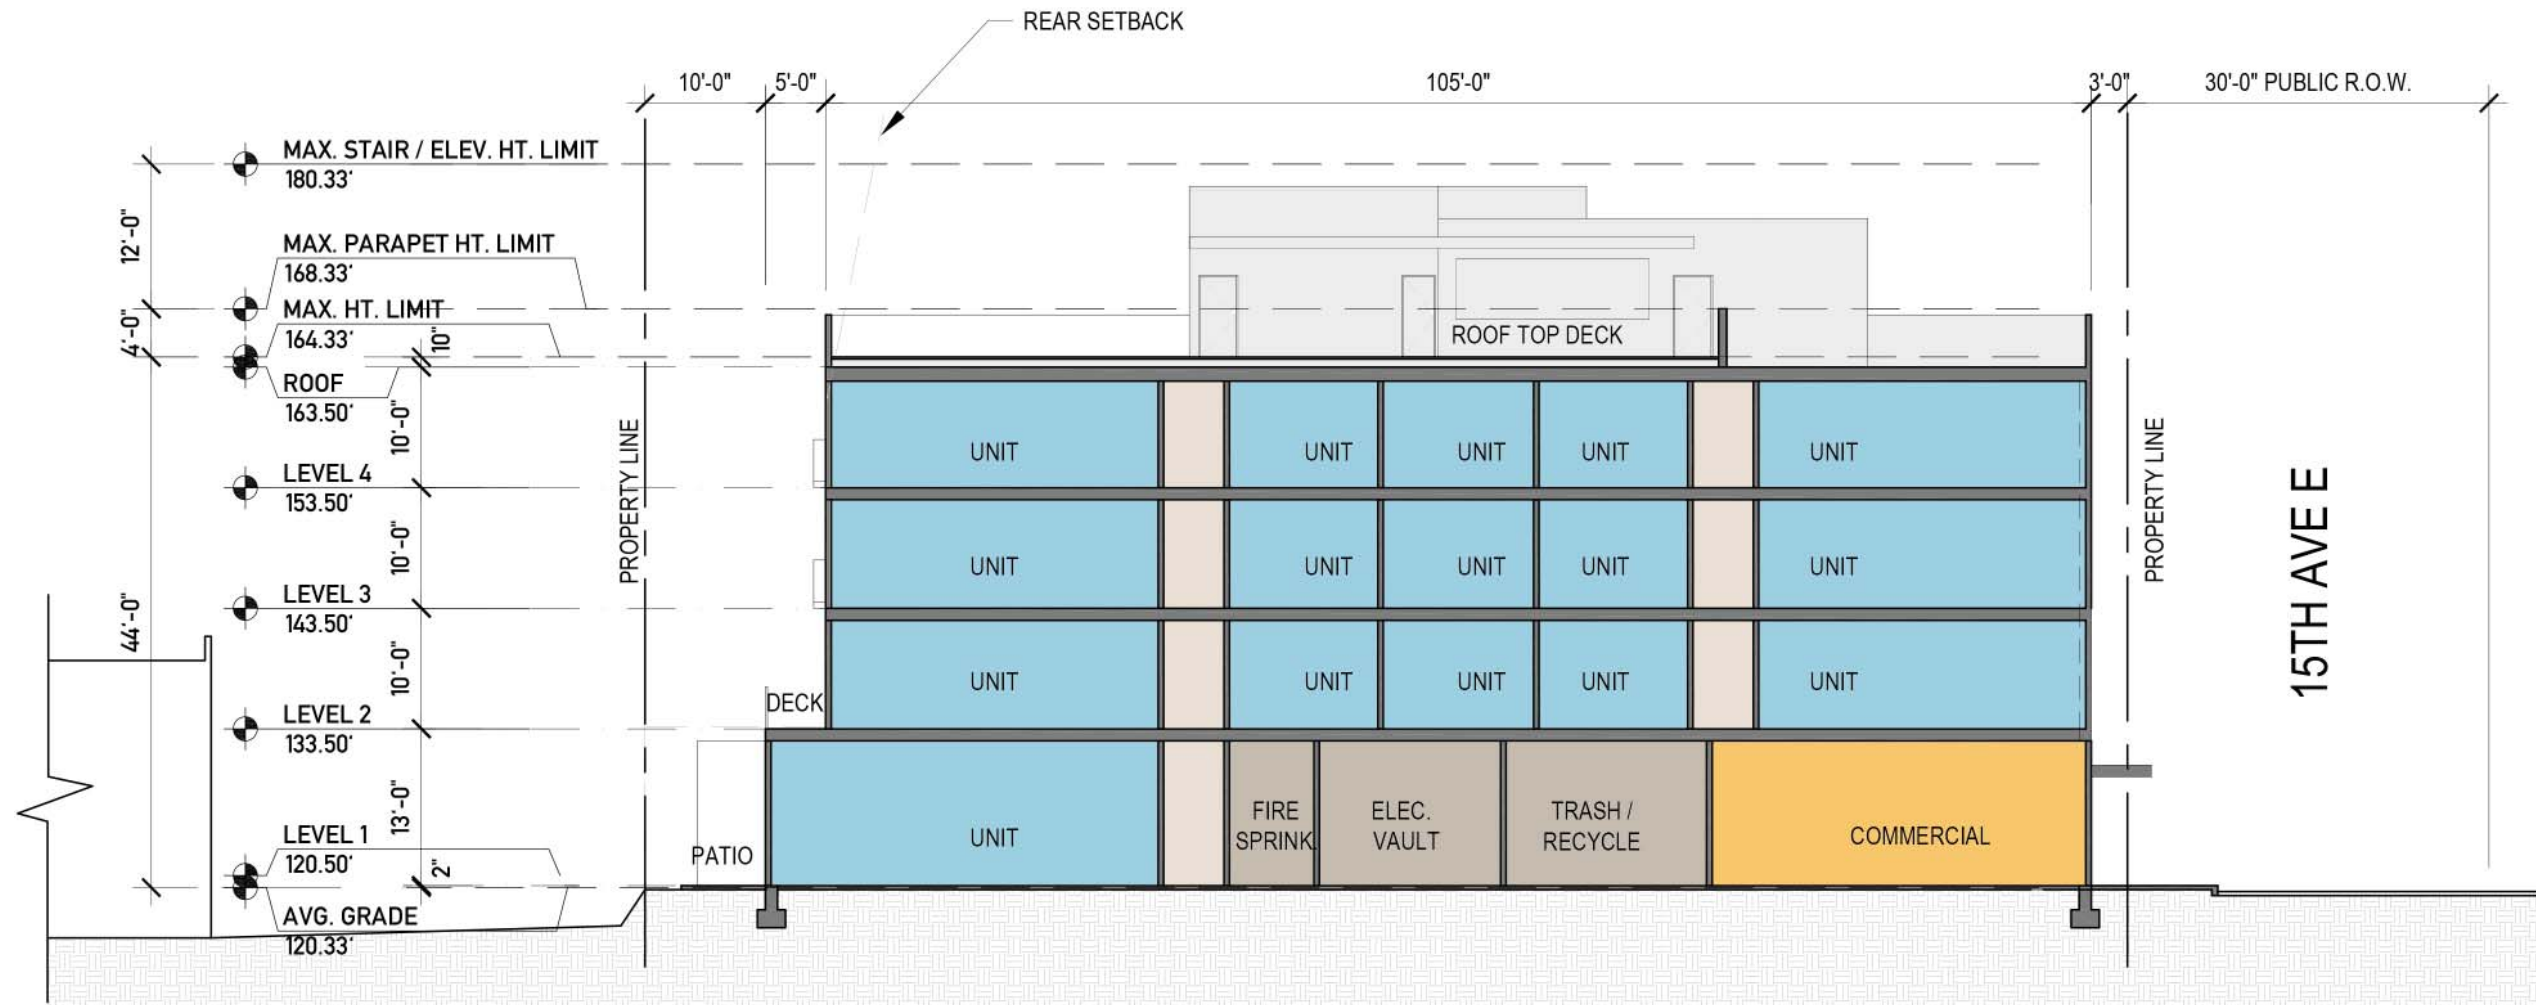 REAR SETBACK
10'-0"
5'-0"
105'-0"
3'-0"
30'-0" PUBLIC R.O.W.
MAX. STAIR / ELEV. HT. LIMIT
180.33'
12'-0"
MAX. PARAPET HT. LIMIT
168.33'
4'-0"
MAX. HT. LIMIT
164.33'
10"
ROOF
163.50'
10'-0"
LEVEL 4
153.50'
10'-0"
LEVEL 3
143.50'
44'-0"
10'-0"
LEVEL 2
133.50'
13'-0"
LEVEL 1
120.50'
2"
AVG. GRADE
120.33'
PROPERTY LINE
ROOF TOP DECK
UNIT
UNIT
UNIT
UNIT
UNIT
UNIT
UNIT
UNIT
UNIT
UNIT
DECK
UNIT
UNIT
UNIT
UNIT
UNIT
PATIO
UNIT
FIRE
SPRINK.
ELEC.
VAULT
TRASH /
RECYCLE
COMMERCIAL
PROPERTY LINE
15TH AVE E